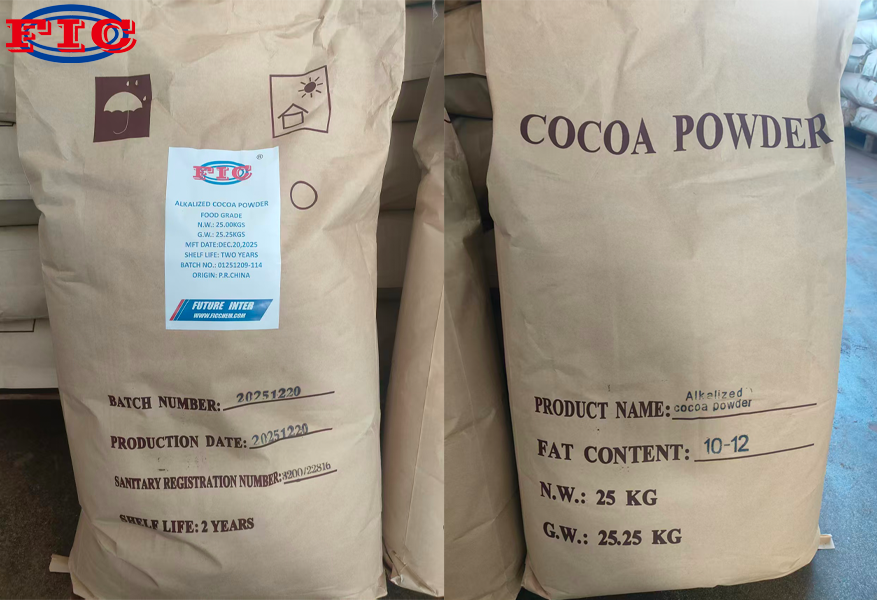 FIC
FIC ®
ALKALIZED COCOA POWDER
FOOD GRADE
N.W.: 25.00KGS
G.W.: 25.25KGS
MFT DATE:DEC.20,2025
SHELF LIFE: TWO YEARS
BATCH NO.: 01251209-114
ORIGIN: P.R.CHINA
FUTURE INTER
WWW.FICCHEM.COM
BATCH NUMBER: 20251220
PRODUCTION DATE: 20251220
SANITARY REGISTRATION NUMBER: 3200/22816
SHELF LIFE: 2 YEARS
COCOA POWDER
PRODUCT NAME: Alkalized
cocoa powder
FAT CONTENT: 10-12
N.W.: 25 KG
G.W.: 25.25 KG